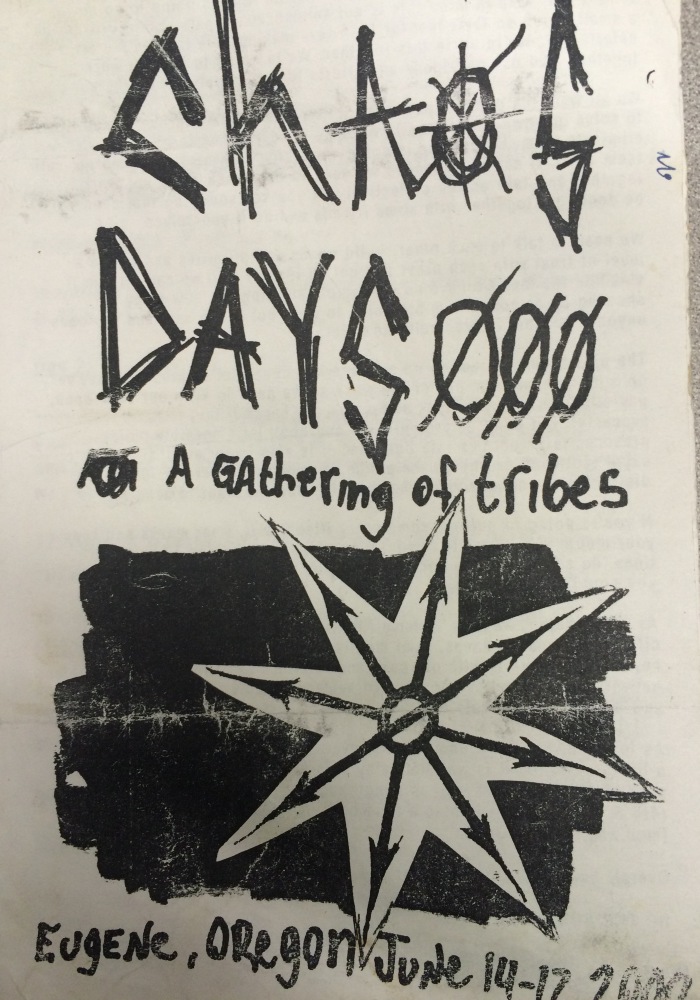 ChAOS
DAYS ØØØ
A GAthering of tribes
EugeNe, ORegon June 14-17 2000